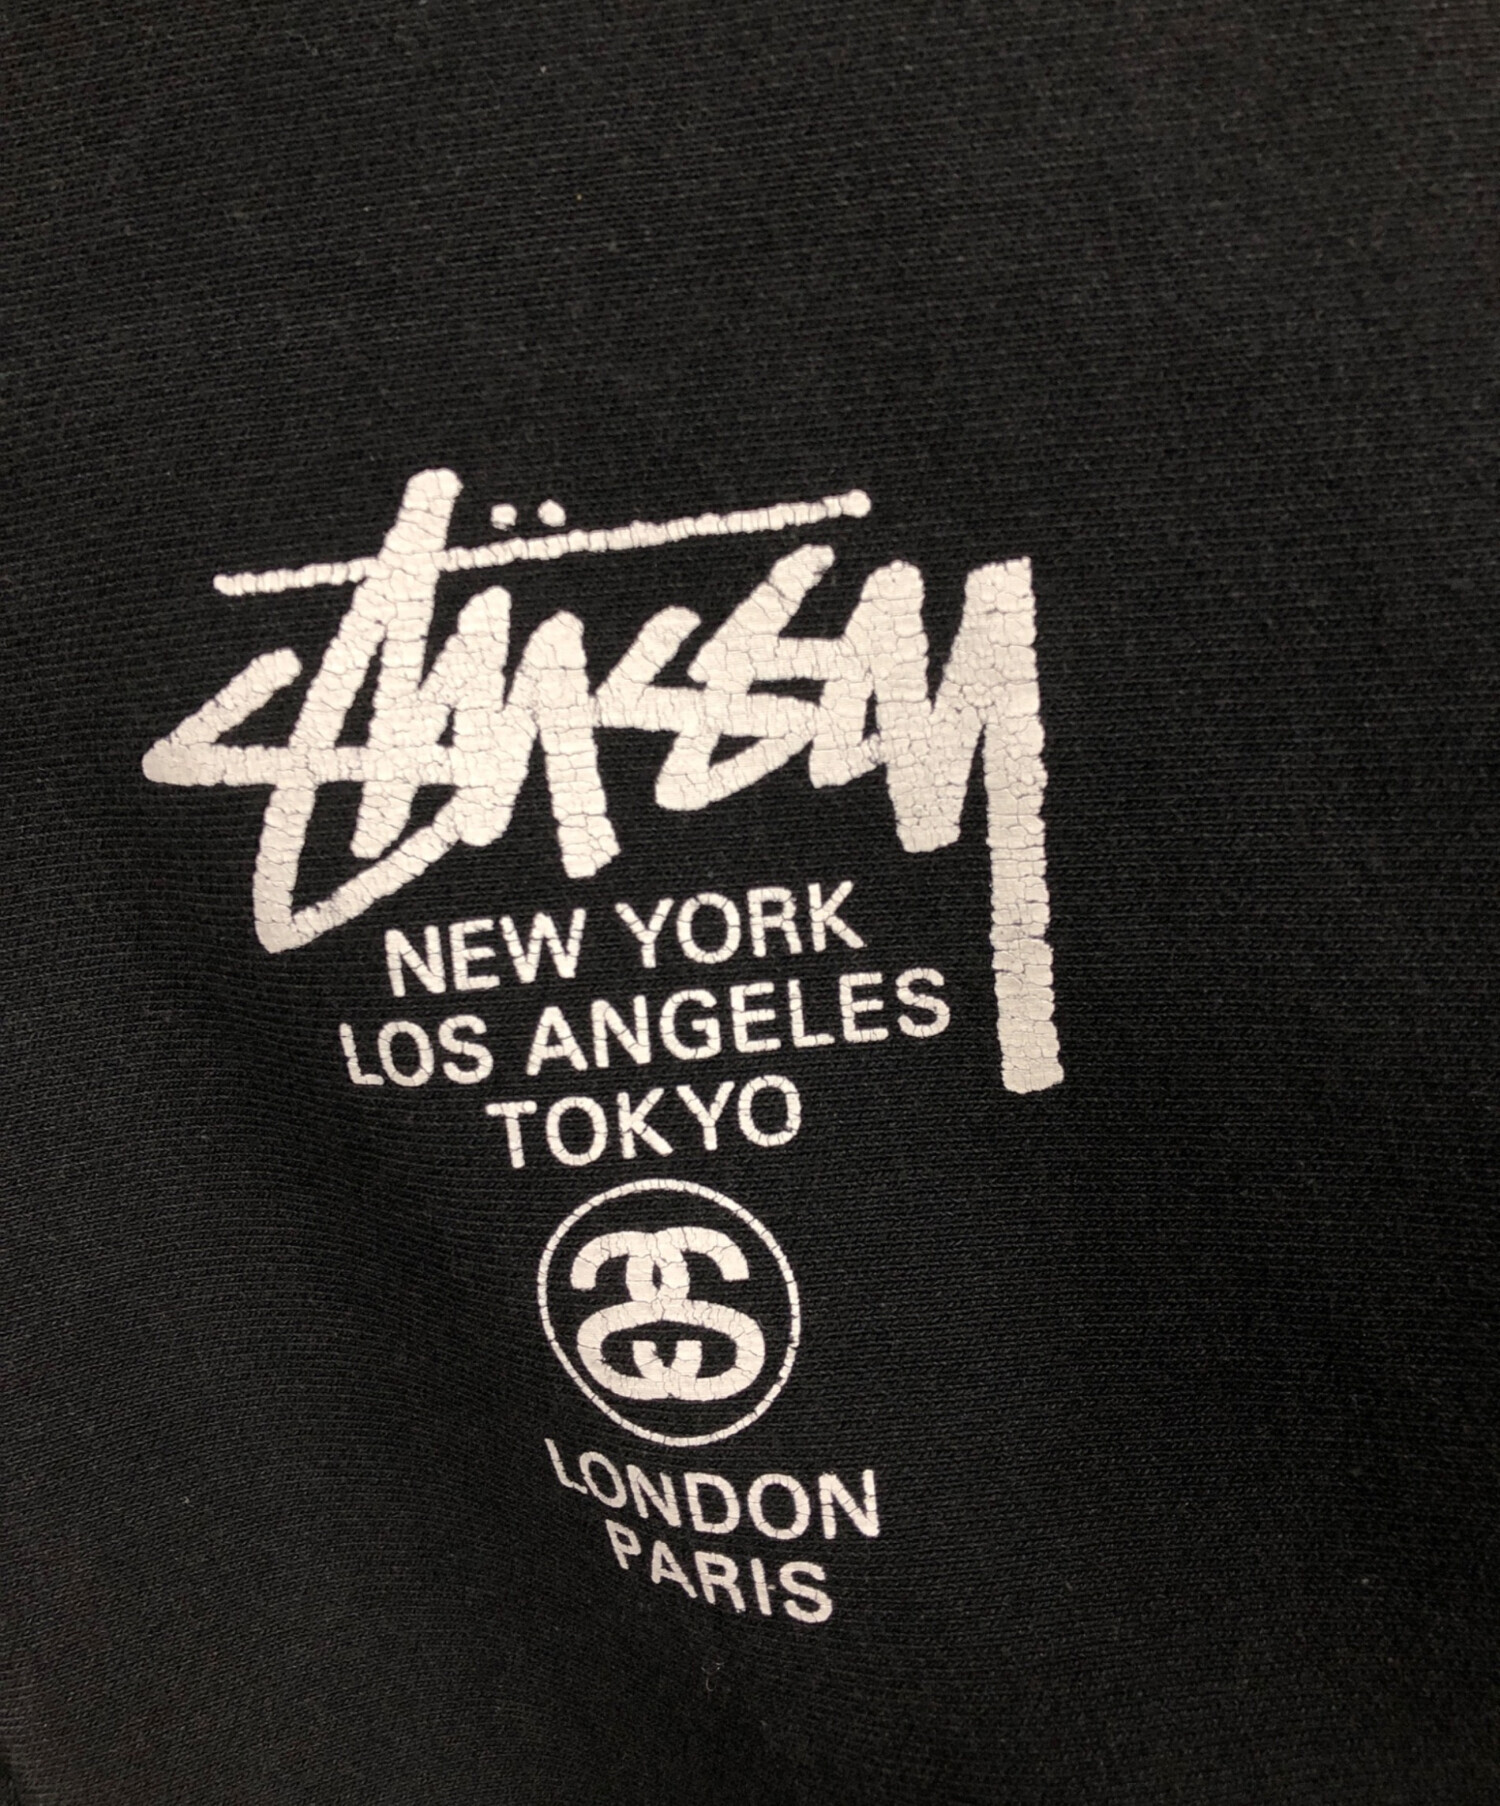 Stüssy
NEW YORK
LOS ANGELES
TOKYO
LONDON
PARIS